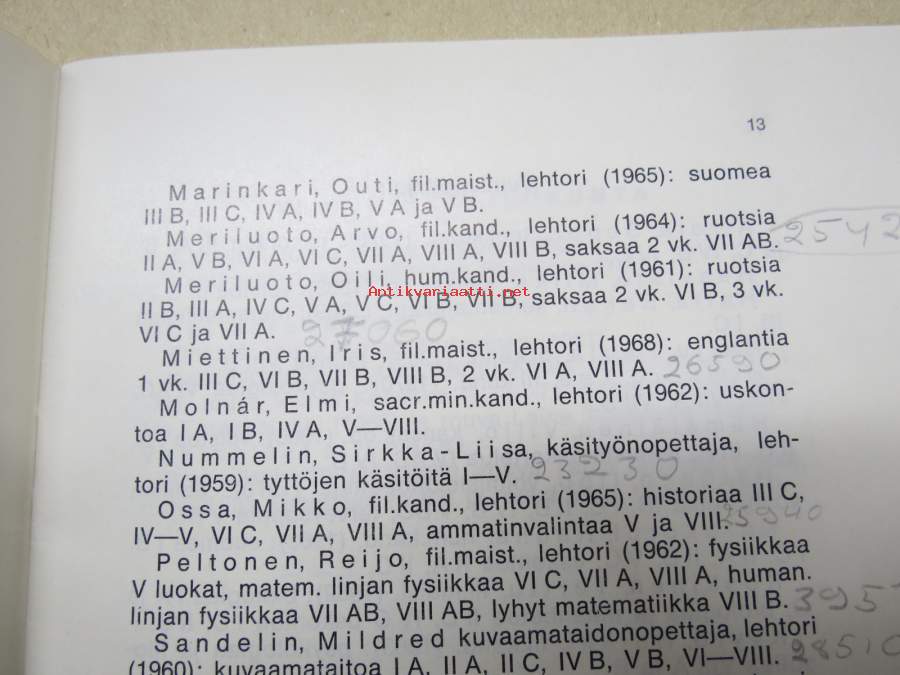 13
Marinkari, Outi, fil.maist., lehtori (1965): suomea
III B, III C, IV A, IV B, V A ja V B.
Meriluoto, Arvo, fil.kand., lehtori (1964): ruotsia
II A, V B, VI A, VI C, VII A, VIII A, VIII B, saksaa 2 vk. VII AB. 2542
Meriluoto, Oili, hum.kand., lehtori (1961): ruotsia
Antikvariaatti.net
II B, III A, IV C, V A, V C, VI B, VII B, saksaa 2 vk. VI B, 3 vk.
VI C ja VII A. 27060
Miettinen, Iris, fil.maist., lehtori (1968): englantia
1 vk. III C, VI B, VII B, VIII B, 2 vk. VI A, VIII A. 26590
Molnár, Elmi, sacr.min.kand., lehtori (1962): uskon-
toa I A, I B, IV A, V—VIII.
Nummelin, Sirkka-Liisa, käsityönopettaja, leh-
tori (1959): tyttöjen käsitöitä I—V. 23230
Ossa, Mikko, fil.kand., lehtori (1965): historiaa III C,
IV—V, VI C, VII A, VIII A, ammatinvalintaa V ja VIII. 25940
Peltonen, Reijo, fil.maist., lehtori (1962): fysiikkaa
V luokat, matem. linjan fysiikkaa VI C, VII A, VIII A, human.
linjan fysiikkaa VII AB, VIII AB, lyhyt matematiikka VIII B. 3957
Sandelin, Mildred kuvaamataidonopettaja, lehtori
(1960): kuvaamataitoa I A, II A, II C, IV B, V B, VI—VIII. 28510